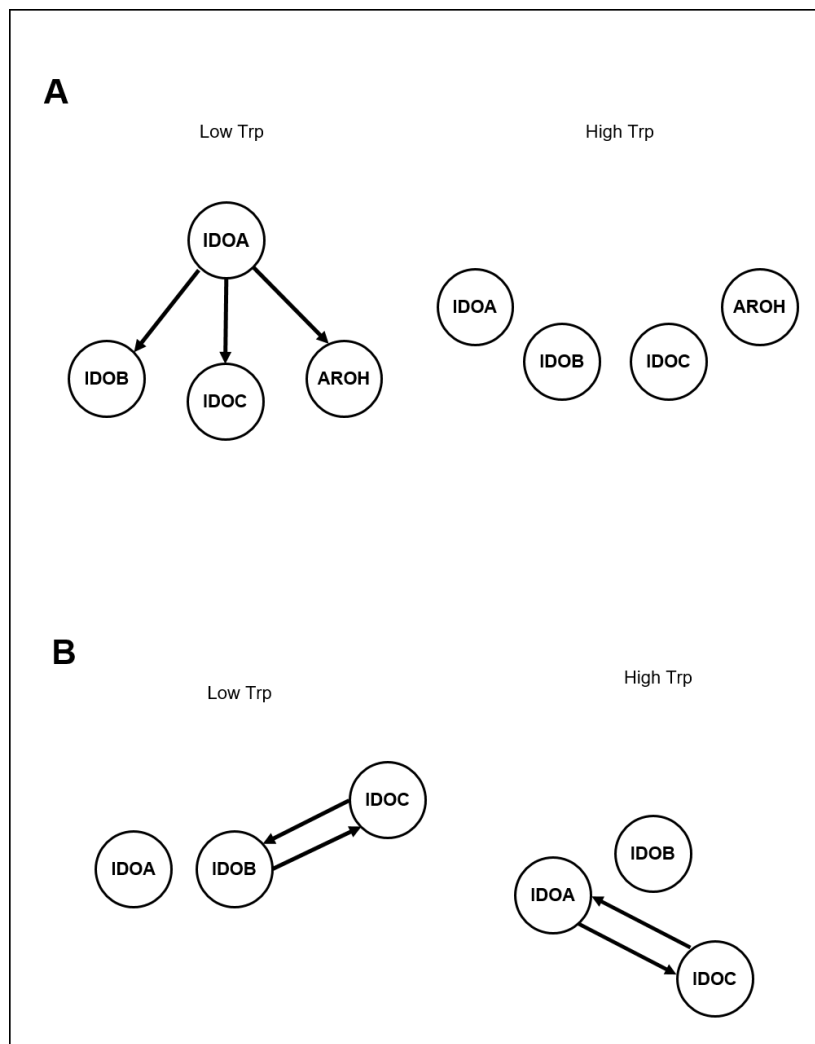 A
Low Trp
High Trp
IDOA
IDOA
AROH
IDOB
IDOC
IDOB
AROH
IDOC
B
High Trp
Low Trp
IDOC
IDOB
IDOA
IDOB
IDOA
IDOC